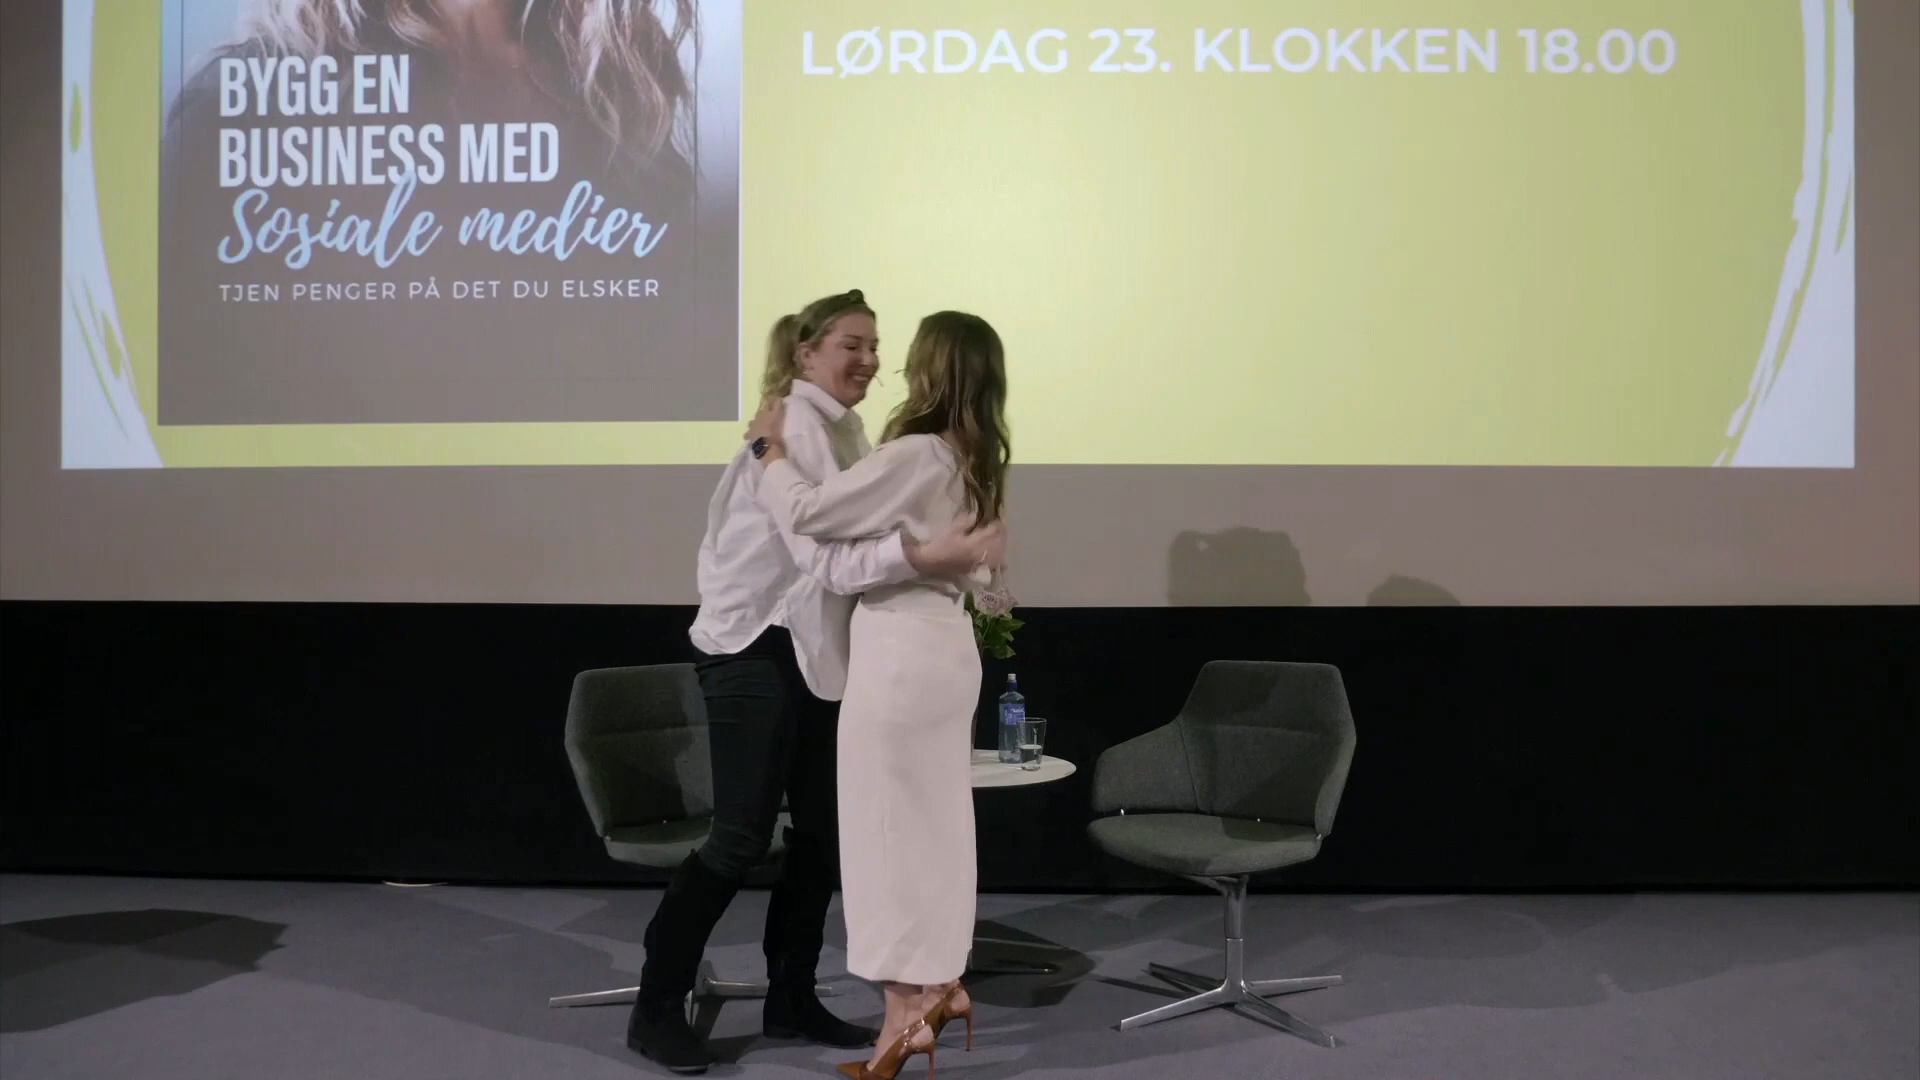 BYGG EN
BUSINESS MED
Sosiale medier
TJEN PENGER PÅ DET DU ELSKER
LØRDAG 23. KLOKKEN 18.00